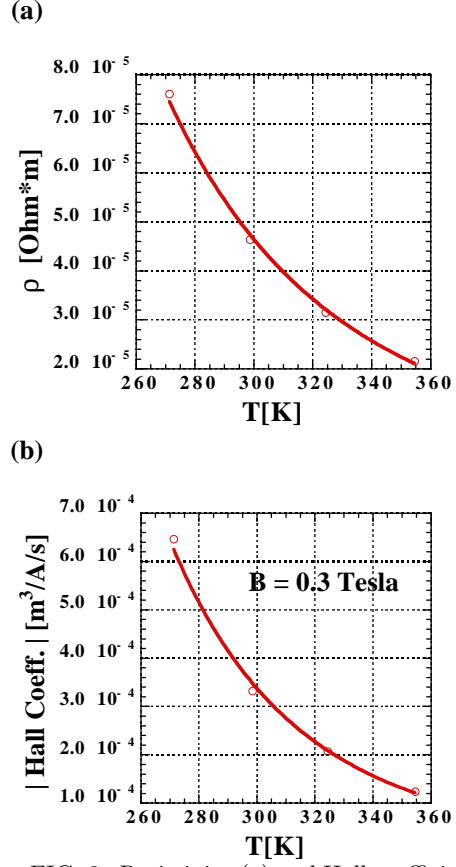 (a)
8.0 10⁻⁵
7.0 10⁻⁵
6.0 10⁻⁵
5.0 10⁻⁵
4.0 10⁻⁵
3.0 10⁻⁵
2.0 10⁻⁵
ρ [Ohm*m]
260 280 300 320 340 360
T[K]
(b)
7.0 10⁻⁴
6.0 10⁻⁴
5.0 10⁻⁴
4.0 10⁻⁴
3.0 10⁻⁴
2.0 10⁻⁴
1.0 10⁻⁴
| Hall Coeff. | [m³/A/s]
B = 0.3 Tesla
260 280 300 320 340 360
T[K]